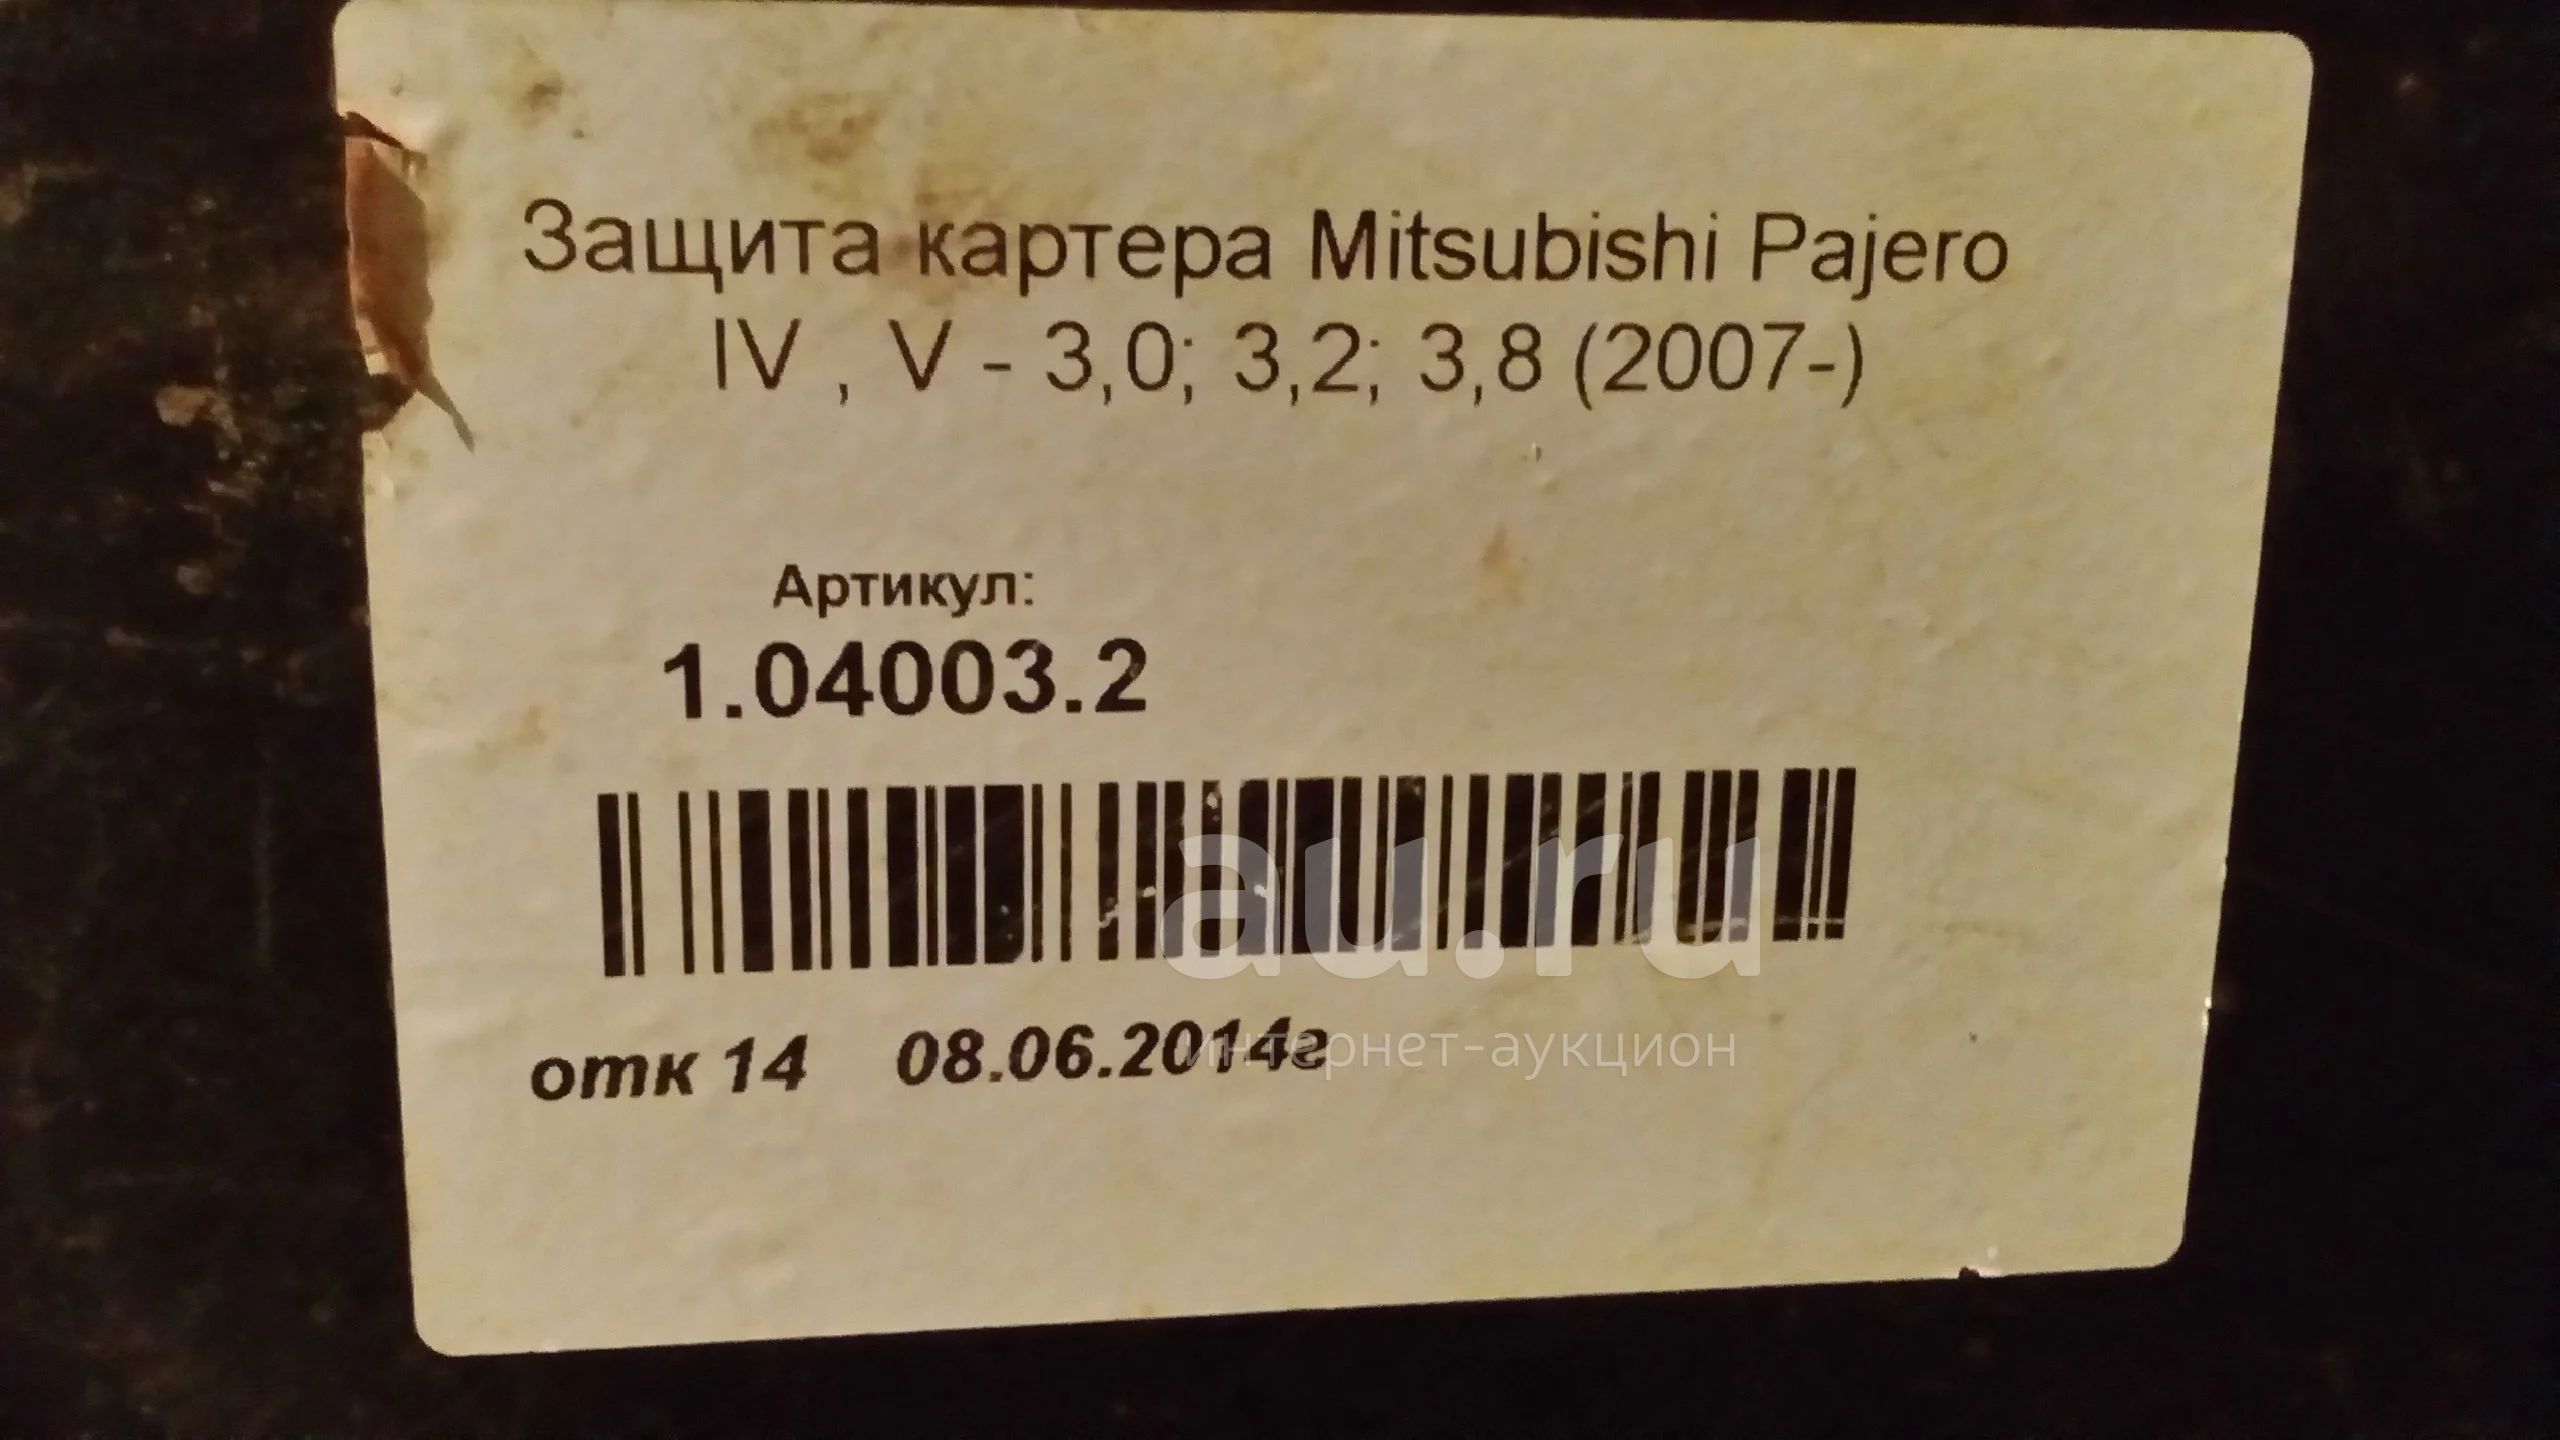 Защита картера Mitsubishi Pajero
IV , V - 3,0; 3,2; 3,8 (2007-)
Артикул:
1.04003.2
au.ru
интернет-аукцион
отк 14 08.06.2014г